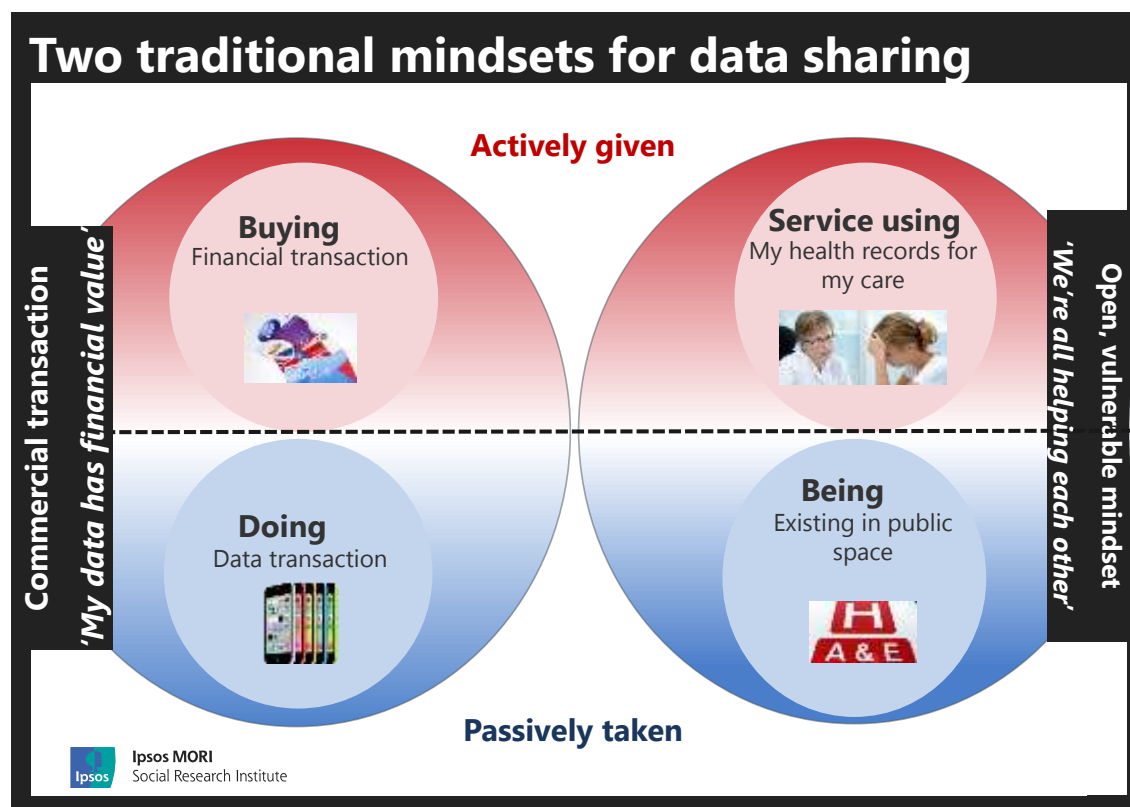 Two traditional mindsets for data sharing
Actively given
Buying
Financial transaction
Service using
My health records for
my care
Commercial transaction
'My data has financial value'
'We're all helping each other'
Open, vulnerable mindset
Doing
Data transaction
Being
Existing in public
space
H
A & E
Passively taken
Ipsos
Ipsos MORI
Social Research Institute